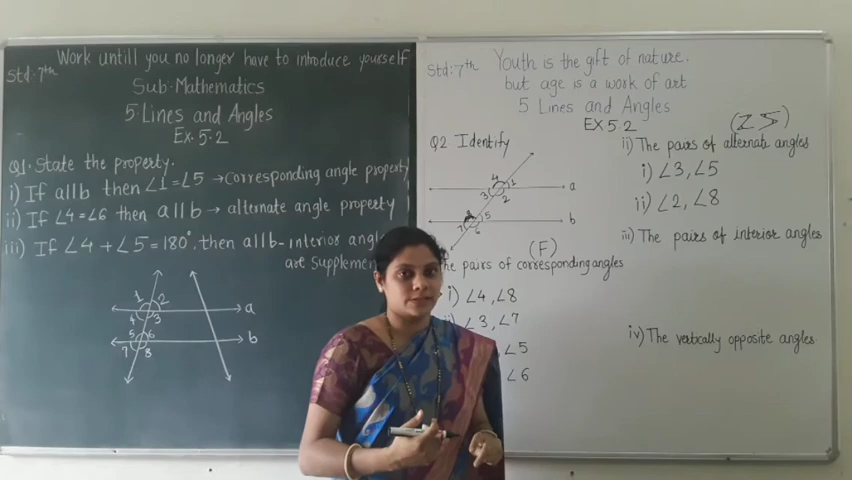 Work untill you no longer have to introduce yourself
Std:7th
Sub. Mathematics
5. Lines and Angles
Ex. 5.2
Q1. State the property.
i) If a||b then ∠1 = ∠5 → corresponding angle property
ii) If ∠4 = ∠6 then a||b → alternate angle property
iii) If ∠4 + ∠5 = 180°, then a||b - interior
are
1 2
4 3
a
5 6
7 8
b
Std:7th
Youth is the gift of nature.
but age is a work of art
5 Lines and Angles
EX 5.2
Q2 Identify
4 1
3 2
a
8 5
7 6
b
(F)
The pairs of corresponding angles
i) ∠4, ∠8
∠3, ∠7
∠5
∠6
(Z S)
ii) The pairs of alternate angles
i) ∠3, ∠5
ii) ∠2, ∠8
iii) The pairs of interior angles
iv) The vertically opposite angles.